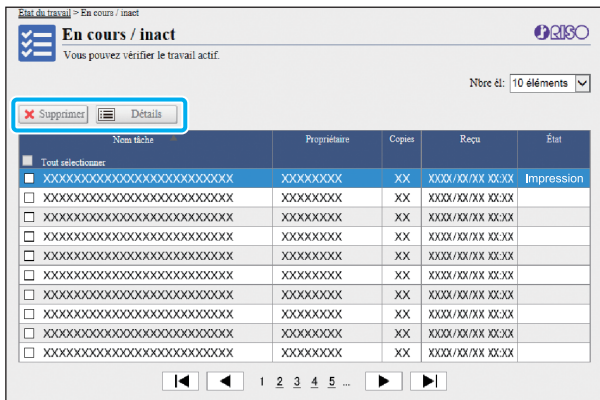 Etat du travail > En cours / inact
En cours / inact
RISO
Vous pouvez vérifier le travail actif.
Nbre él: 10 éléments
Supprimer Détails
Nom tâche Propriétaire Copies Reçu État
Tout sélectionner
XXXXXXXXXXXXXXXXXXXXXXXXX XXXXXXXX XX XXXX/XX/XX XX:XX Impression
XXXXXXXXXXXXXXXXXXXXXXXXX XXXXXXXX XX XXXX/XX/XX XX:XX
XXXXXXXXXXXXXXXXXXXXXXXXX XXXXXXXX XX XXXX/XX/XX XX:XX
XXXXXXXXXXXXXXXXXXXXXXXXX XXXXXXXX XX XXXX/XX/XX XX:XX
XXXXXXXXXXXXXXXXXXXXXXXXX XXXXXXXX XX XXXX/XX/XX XX:XX
XXXXXXXXXXXXXXXXXXXXXXXXX XXXXXXXX XX XXXX/XX/XX XX:XX
XXXXXXXXXXXXXXXXXXXXXXXXX XXXXXXXX XX XXXX/XX/XX XX:XX
XXXXXXXXXXXXXXXXXXXXXXXXX XXXXXXXX XX XXXX/XX/XX XX:XX
XXXXXXXXXXXXXXXXXXXXXXXXX XXXXXXXX XX XXXX/XX/XX XX:XX
XXXXXXXXXXXXXXXXXXXXXXXXX XXXXXXXX XX XXXX/XX/XX XX:XX
1 2 3 4 5 ...